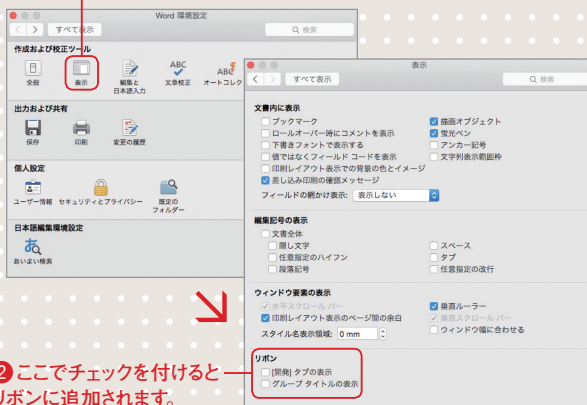 Word 環境設定
すべて表示
検索
作成および校正ツール
全般
表示
編集と
日本語入力
ABC
文章校正
ABC
オートコレク
出力および共有
保存
印刷
変更の履歴
個人設定
ユーザー情報
セキュリティとプライバシー
既定の
フォルダー
日本語編集環境設定
あ
あいまい検索
表示
すべて表示
検索
文書内に表示
ブックマーク
ロールオーバー時にコメントを表示
下書きフォントで表示する
値ではなくフィールド コードを表示
印刷レイアウト表示での背景の色とイメージ
差し込み印刷の確認メッセージ
フィールドの網かけ表示: 表示しない
描画オブジェクト
蛍光ペン
アンカー記号
文字列表示範囲枠
編集記号の表示
文書全体
隠し文字
任意指定のハイフン
段落記号
スペース
タブ
任意指定の改行
ウィンドウ要素の表示
水平スクロール バー
印刷レイアウト表示のページ間の余白
スタイル名表示領域: 0 mm
垂直ルーラー
垂直スクロール バー
ウィンドウ幅に合わせる
リボン
[開発] タブの表示
グループ タイトルの表示
❷ ここでチェックを付けると
リボンに追加されます。